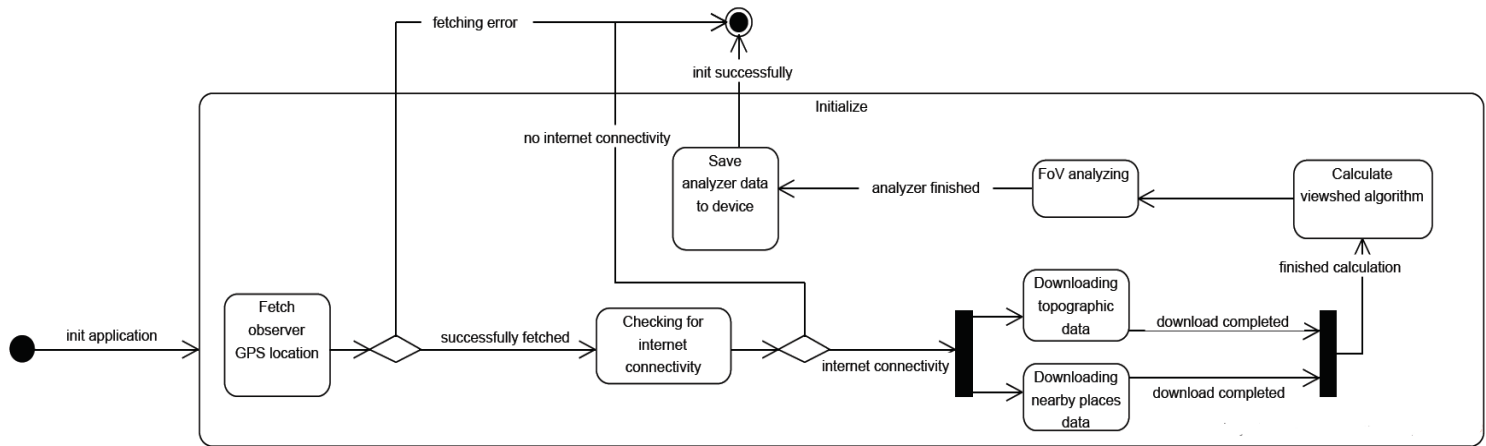 fetching error
init successfully
Initialize
no internet connectivity
Save
analyzer data
to device
analyzer finished
FoV analyzing
Calculate
viewshed algorithm
finished calculation
init application
Fetch
observer
GPS location
successfully fetched
Checking for
internet
connectivity
internet connectivity
Downloading
topographic
data
download completed
Downloading
nearby places
data
download completed